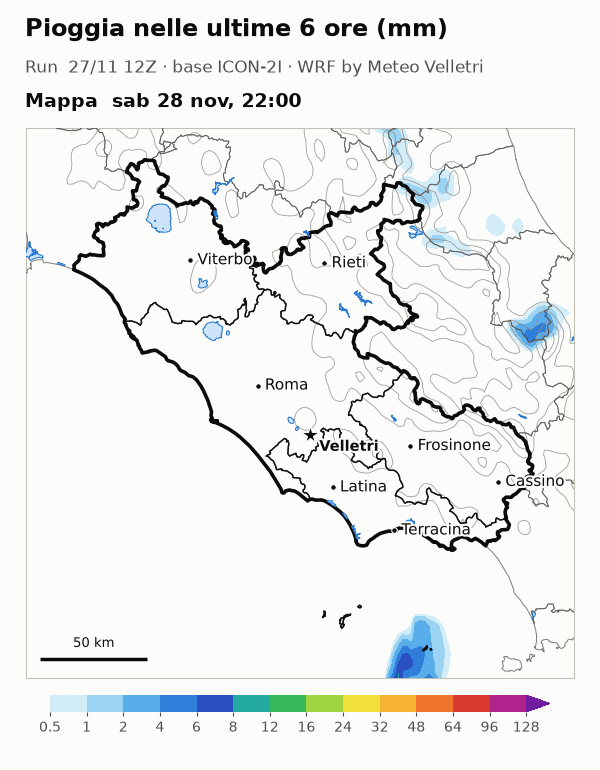 Pioggia nelle ultime 6 ore (mm)
Run  27/11 12Z · base ICON-2I · WRF by Meteo Velletri
Mappa  sab 28 nov, 22:00
Viterbo
Rieti
Roma
Velletri
Frosinone
Latina
Cassino
Terracina
50 km
0.5 1 2 4 6 8 12 16 24 32 48 64 96 128